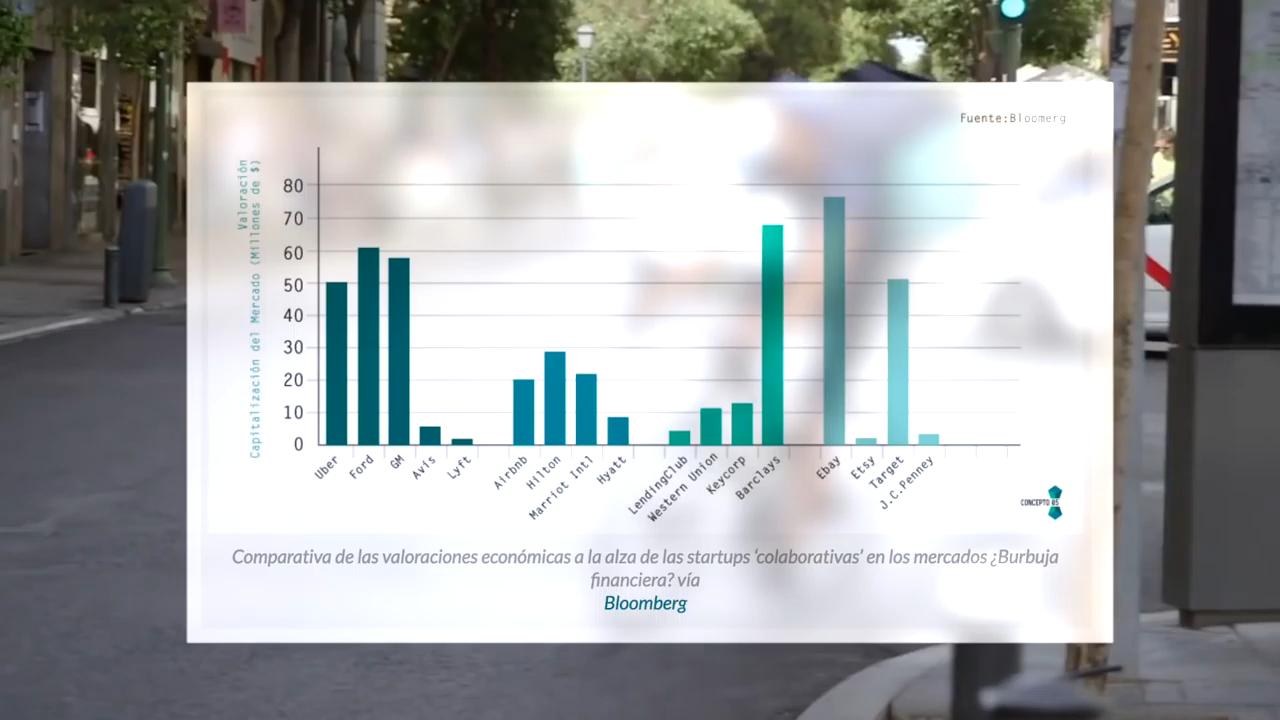 Fuente:Bloomerg
Valoración
Capitalización del Mercado (Millones de $)
80
70
60
50
40
30
20
10
0
Uber
Ford
GM
Avis
Lyft
Airbnb
Hilton
Marriot Intl
Hyatt
LendingClub
Western Union
Keycorp
Barclays
Ebay
Etsy
Target
J.C.Penney
CONCEPTO 05
Comparativa de las valoraciones económicas a la alza de las startups ‘colaborativas’ en los mercados ¿Burbuja
financiera? vía
Bloomberg